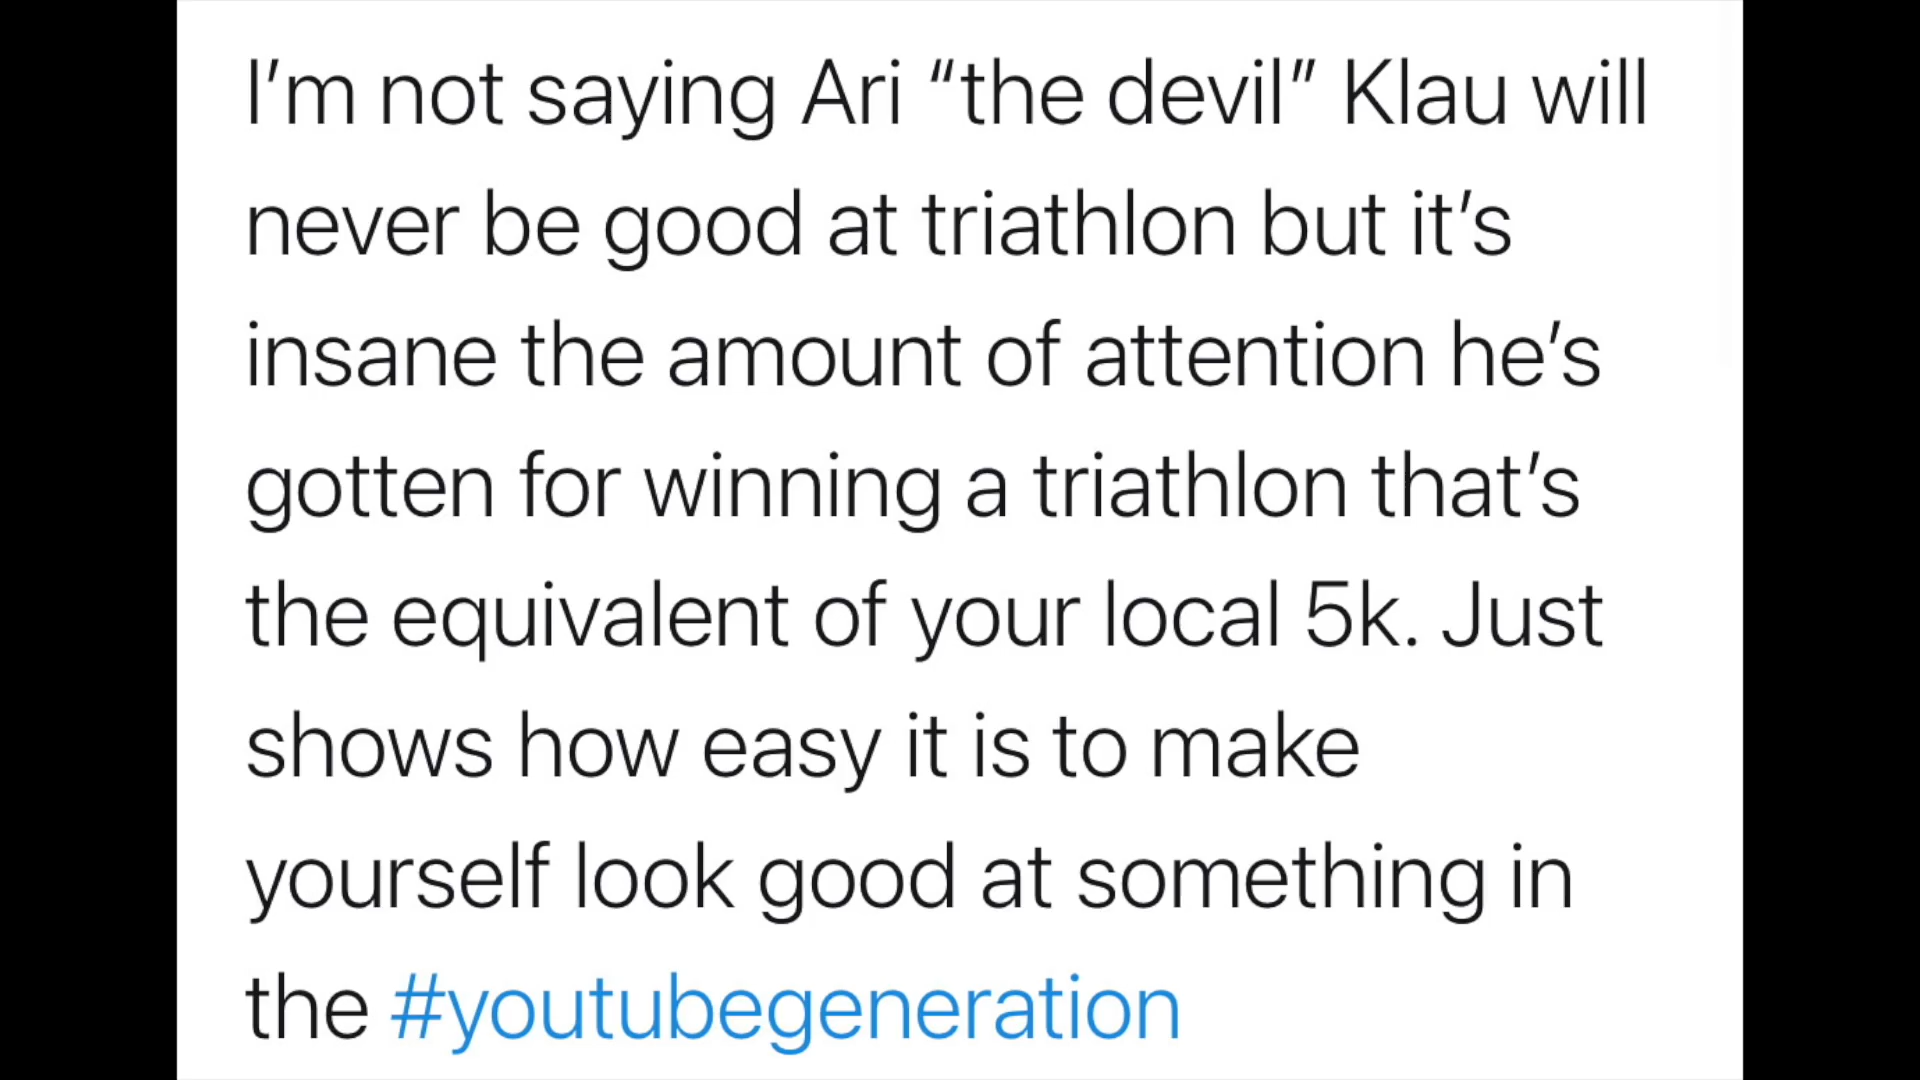 I’m not saying Ari “the devil” Klau will
never be good at triathlon but it’s
insane the amount of attention he’s
gotten for winning a triathlon that’s
the equivalent of your local 5k. Just
shows how easy it is to make
yourself look good at something in
the #youtubegeneration